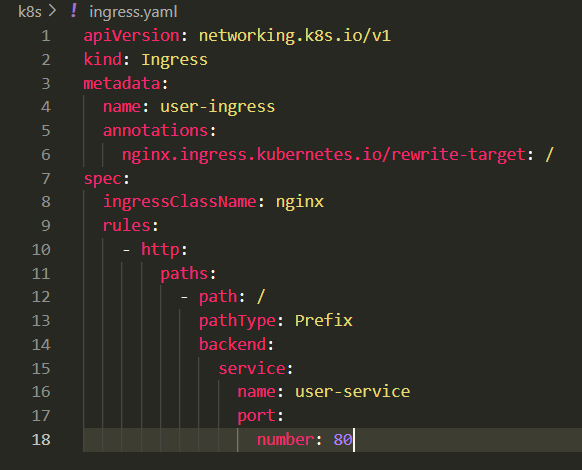 k8s > ! ingress.yaml
1 apiVersion: networking.k8s.io/v1
2 kind: Ingress
3 metadata:
4   name: user-ingress
5   annotations:
6     nginx.ingress.kubernetes.io/rewrite-target: /
7 spec:
8   ingressClassName: nginx
9   rules:
10     - http:
11         paths:
12           - path: /
13             pathType: Prefix
14             backend:
15               service:
16                 name: user-service
17                 port:
18                   number: 80